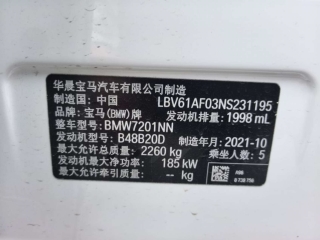 华晨宝马汽车有限公司制造
制造国：中国 LBV61AF03NS231195
品牌：宝马(BMW)牌 发动机排量：1998 mL
整车型号：BMW7201NN
发动机型号：B48B20D 制造年月：2021-10
最大允许总质量：2260 kg 乘坐人数：5
发动机最大净功率：185 kW
最大允许牵引质量：-- kg